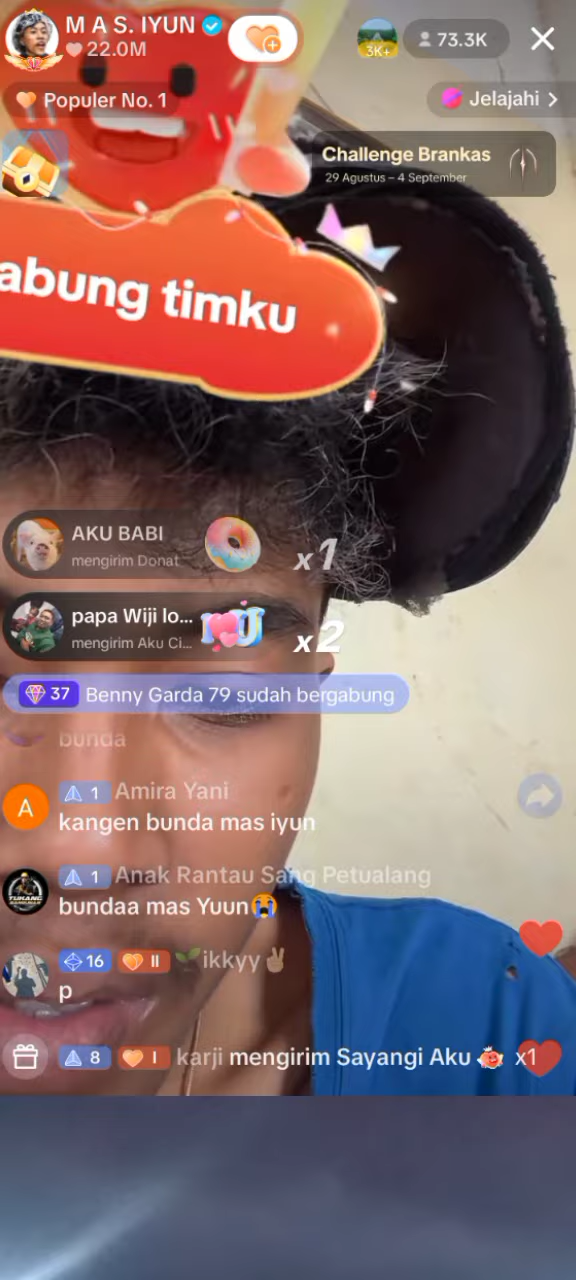 M A S. IYUN
22.0M
3K+
73.3K
Populer No. 1
Jelajahi >
Challenge Brankas
29 Agustus – 4 September
abung timku
AKU BABI
mengirim Donat
x1
papa Wiji lo...
mengirim Aku Ci...
x2
37 Benny Garda 79 sudah bergabung
bunda
1 Amira Yani
A
kangen bunda mas iyun
1 Anak Rantau Sang Petualang
bundaa mas Yuun😭
16 II 🌿ikkyy✌🏽
p
8 I karji mengirim Sayangi Aku x1